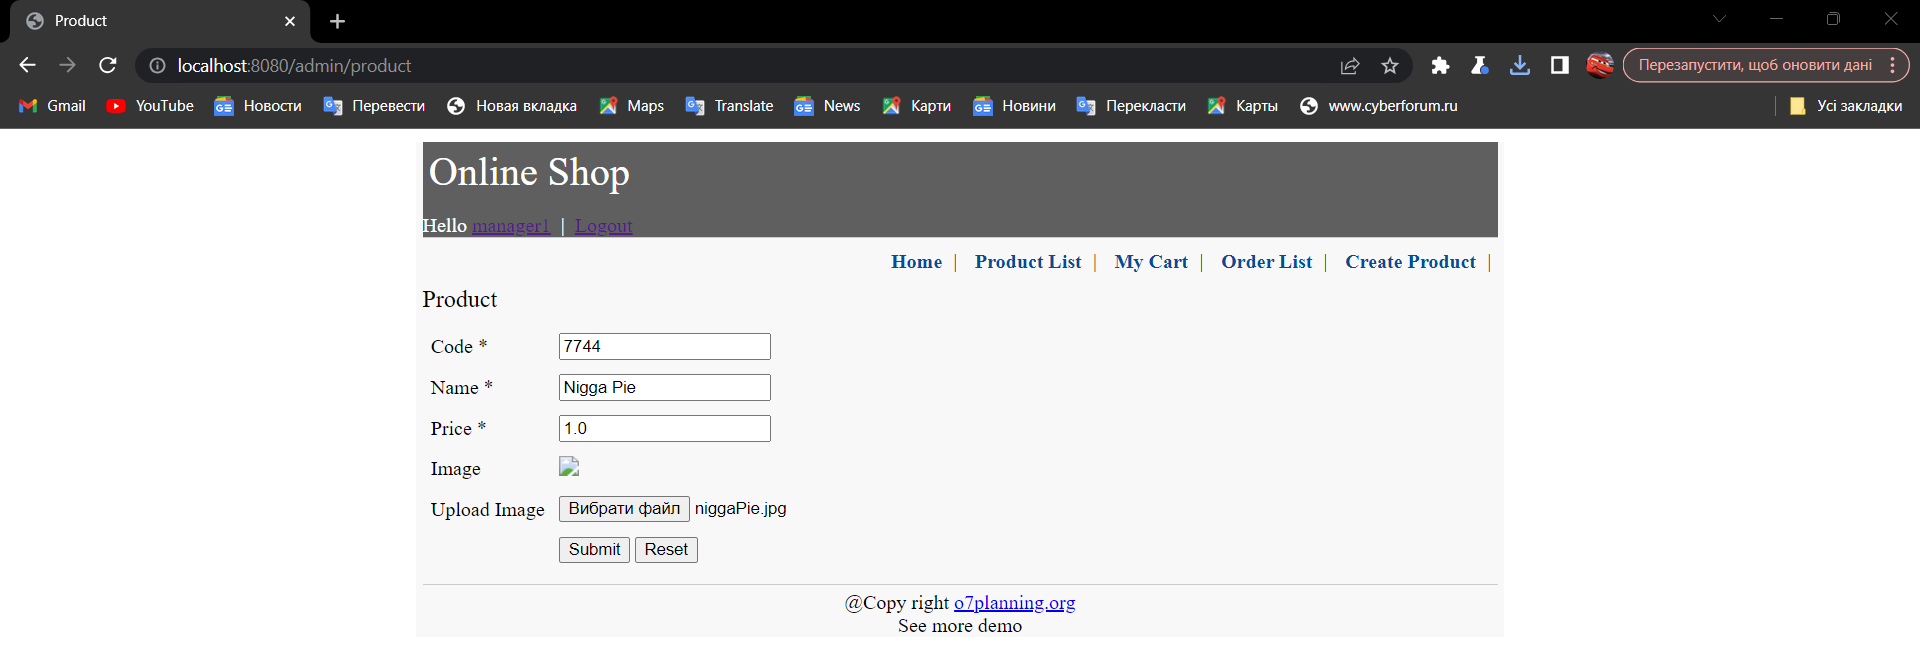 Product
localhost:8080/admin/product
Перезапустити, щоб оновити дані
Gmail YouTube Новости Перевести Новая вкладка Maps Translate News Карти Новини Перекласти Карты www.cyberforum.ru Усі закладки
Online Shop
Hello manager1 | Logout
Home | Product List | My Cart | Order List | Create Product |
Product
Code * 7744
Name * Nigga Pie
Price * 1.0
Image
Upload Image Вибрати файл niggaPie.jpg
Submit Reset
@Copy right o7planning.org
See more demo